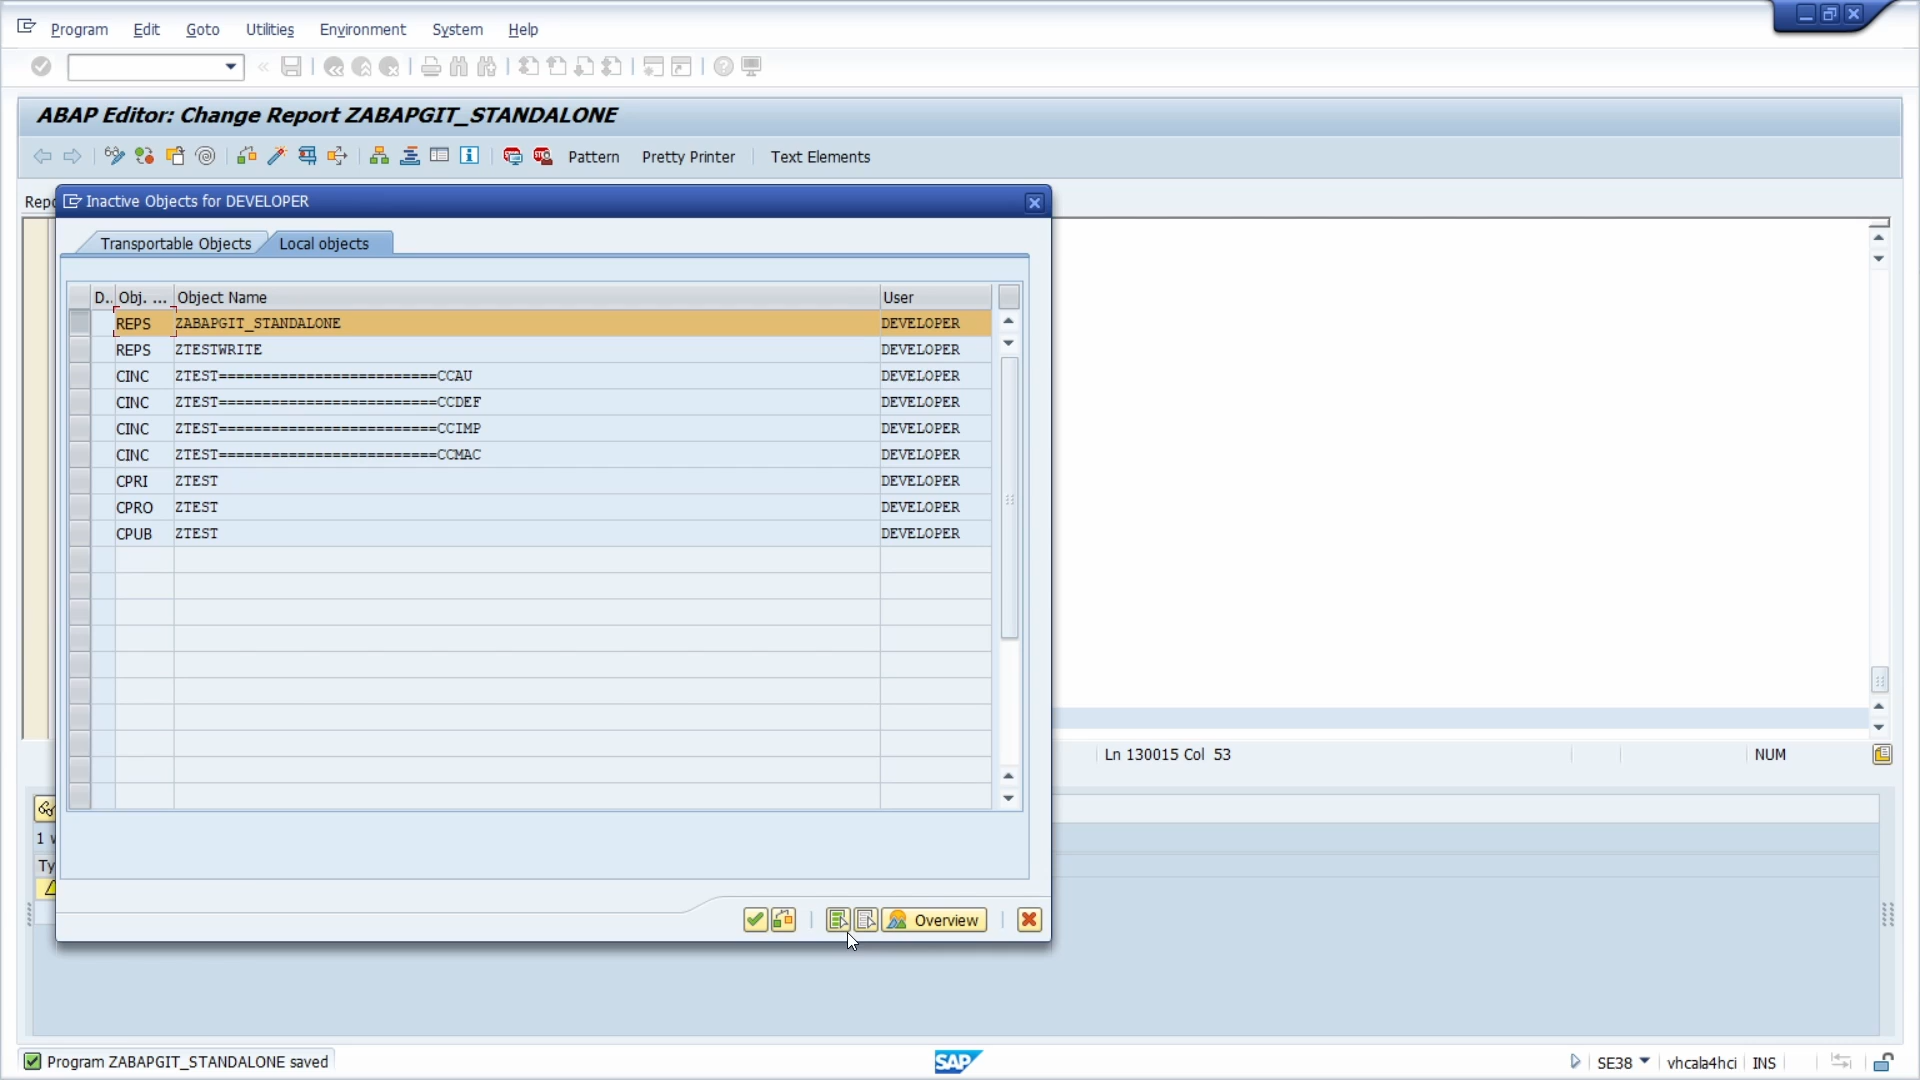 Program Edit Goto Utilities Environment System Help
ABAP Editor: Change Report ZABAPGIT_STANDALONE
Pattern Pretty Printer Text Elements
Inactive Objects for DEVELOPER
Transportable Objects Local objects
D.. Obj. ... Object Name User
REPS ZABAPGIT_STANDALONE DEVELOPER
REPS ZTESTWRITE DEVELOPER
CINC ZTEST=========================CCAU DEVELOPER
CINC ZTEST=========================CCDEF DEVELOPER
CINC ZTEST=========================CCIMP DEVELOPER
CINC ZTEST=========================CCMAC DEVELOPER
CPRI ZTEST DEVELOPER
CPRO ZTEST DEVELOPER
CPUB ZTEST DEVELOPER
Ln 130015 Col 53 NUM
Overview
Program ZABAPGIT_STANDALONE saved SAP SE38 vhcala4hci INS